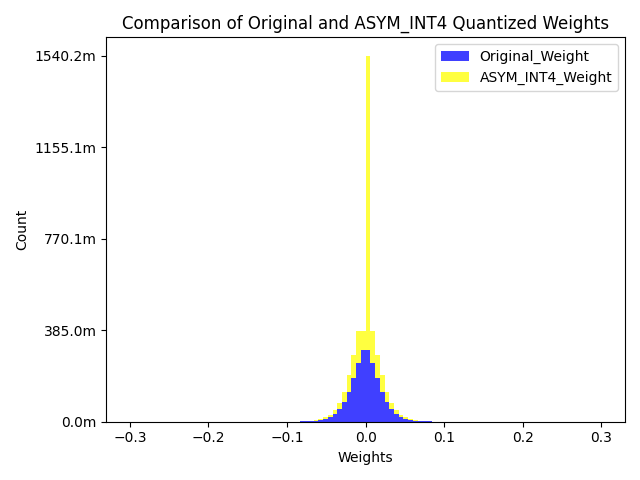 Comparison of Original and ASYM_INT4 Quantized Weights
Original_Weight
ASYM_INT4_Weight
1540.2m
1155.1m
770.1m
385.0m
0.0m
Count
−0.3
−0.2
−0.1
0.0
0.1
0.2
0.3
Weights